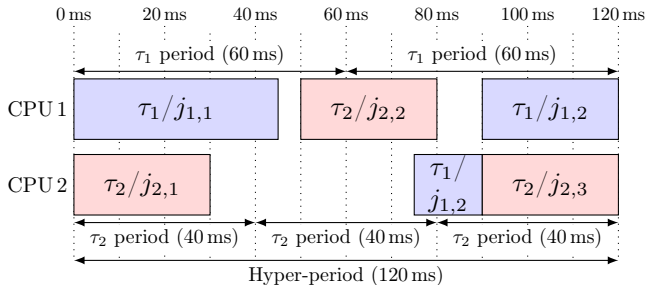 0 ms 20 ms 40 ms 60 ms 80 ms 100 ms 120 ms
τ₁ period (60 ms) τ₁ period (60 ms)
CPU 1 τ₁/j₁,₁ τ₂/j₂,₂ τ₁/j₁,₂
CPU 2 τ₂/j₂,₁ τ₁/ τ₂/j₂,₃
j₁,₂
τ₂ period (40 ms) τ₂ period (40 ms) τ₂ period (40 ms)
Hyper-period (120 ms)